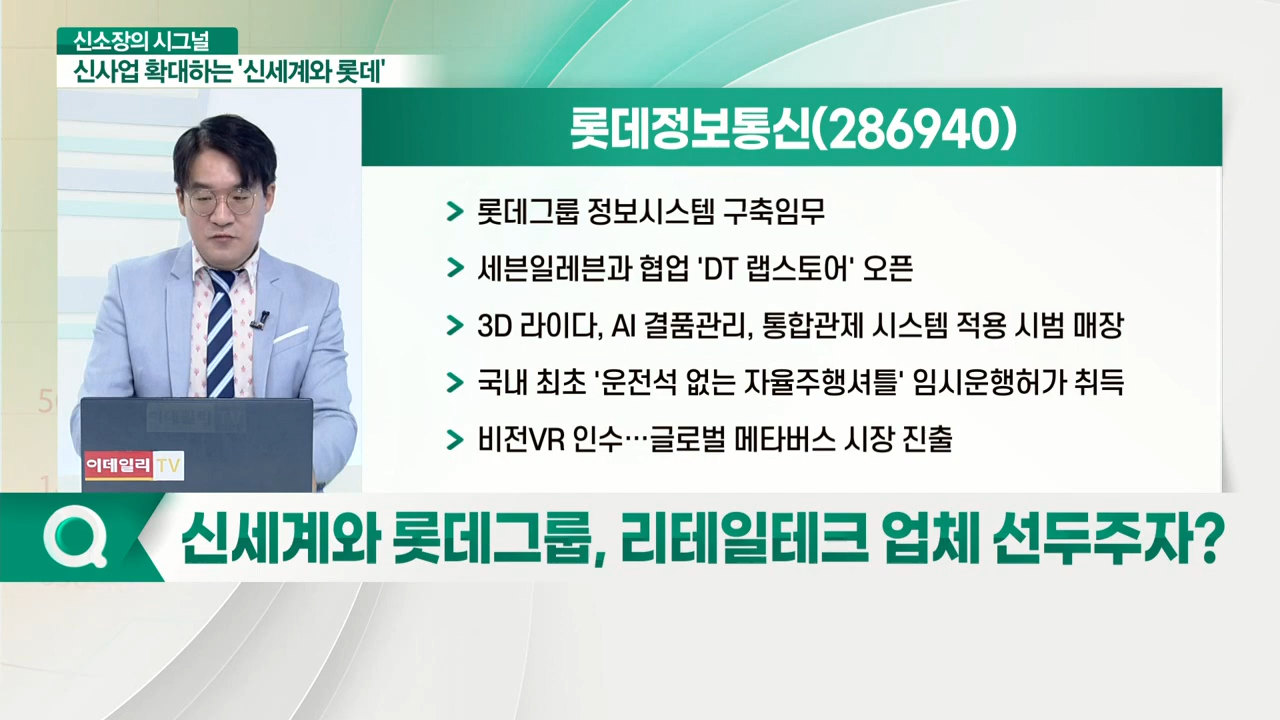 신소장의 시그널
신사업 확대하는 '신세계와 롯데'
롯데정보통신(286940)
롯데그룹 정보시스템 구축임무
세븐일레븐과 협업 'DT 랩스토어' 오픈
3D 라이다, AI 결품관리, 통합관제 시스템 적용 시범 매장
국내 최초 '운전석 없는 자율주행셔틀' 임시운행허가 취득
비전VR 인수…글로벌 메타버스 시장 진출
이데일리 TV
신세계와 롯데그룹, 리테일테크 업체 선두주자?